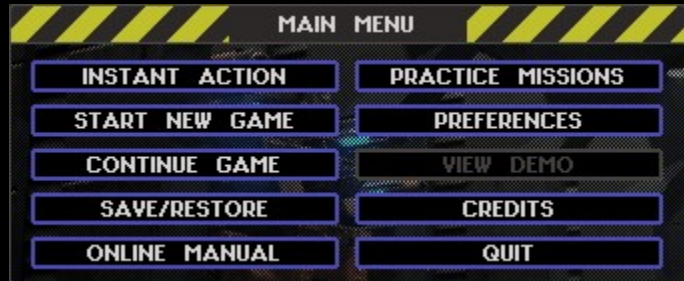 MAIN MENU
INSTANT ACTION
PRACTICE MISSIONS
START NEW GAME
PREFERENCES
CONTINUE GAME
VIEW DEMO
SAVE/RESTORE
CREDITS
ONLINE MANUAL
QUIT